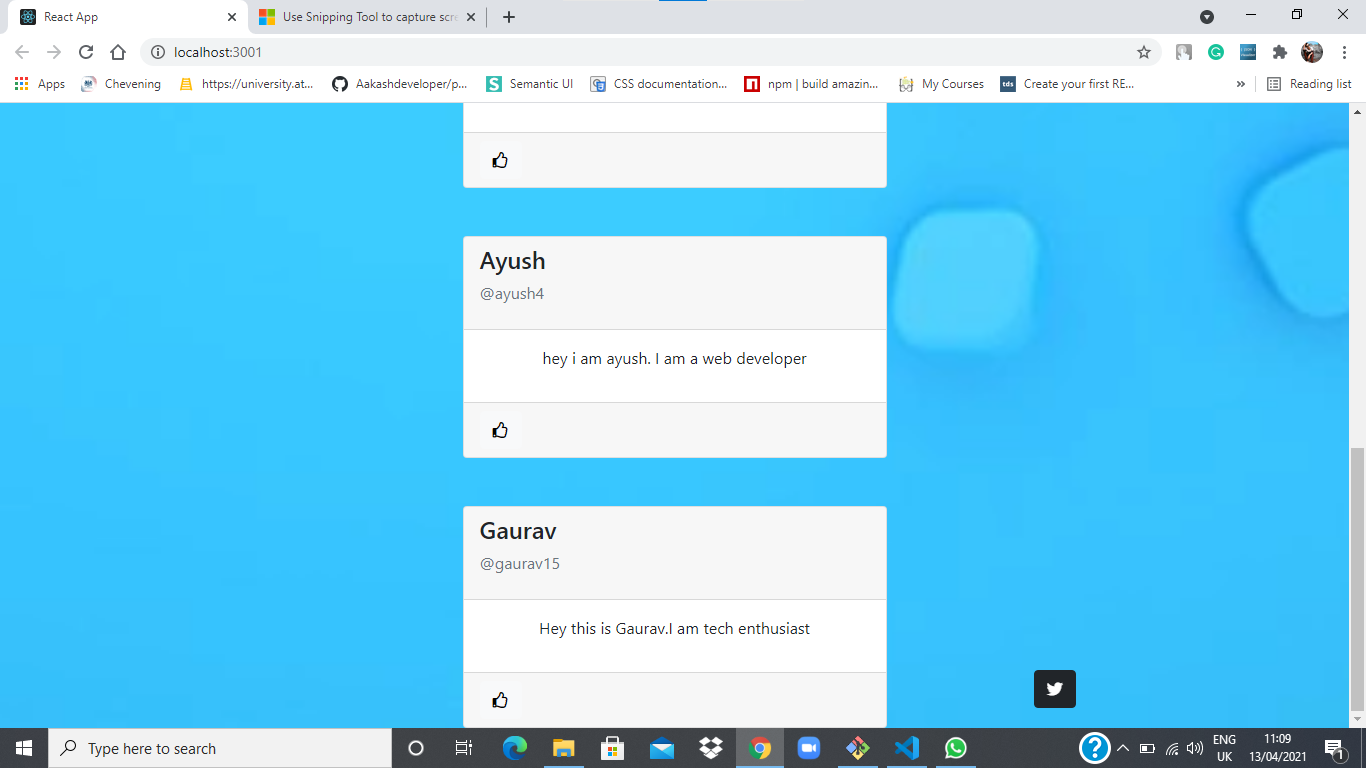 React App
Use Snipping Tool to capture scre
localhost:3001
Apps
Chevening
https://university.at...
Aakashdeveloper/p...
S
Semantic UI
CSS documentation...
npm | build amazin...
My Courses
tds
Create your first RE...
»
Reading list
Ayush
@ayush4
hey i am ayush. I am a web developer
Gaurav
@gaurav15
Hey this is Gaurav.I am tech enthusiast
Type here to search
?
ENG
UK
11:09
13/04/2021
1